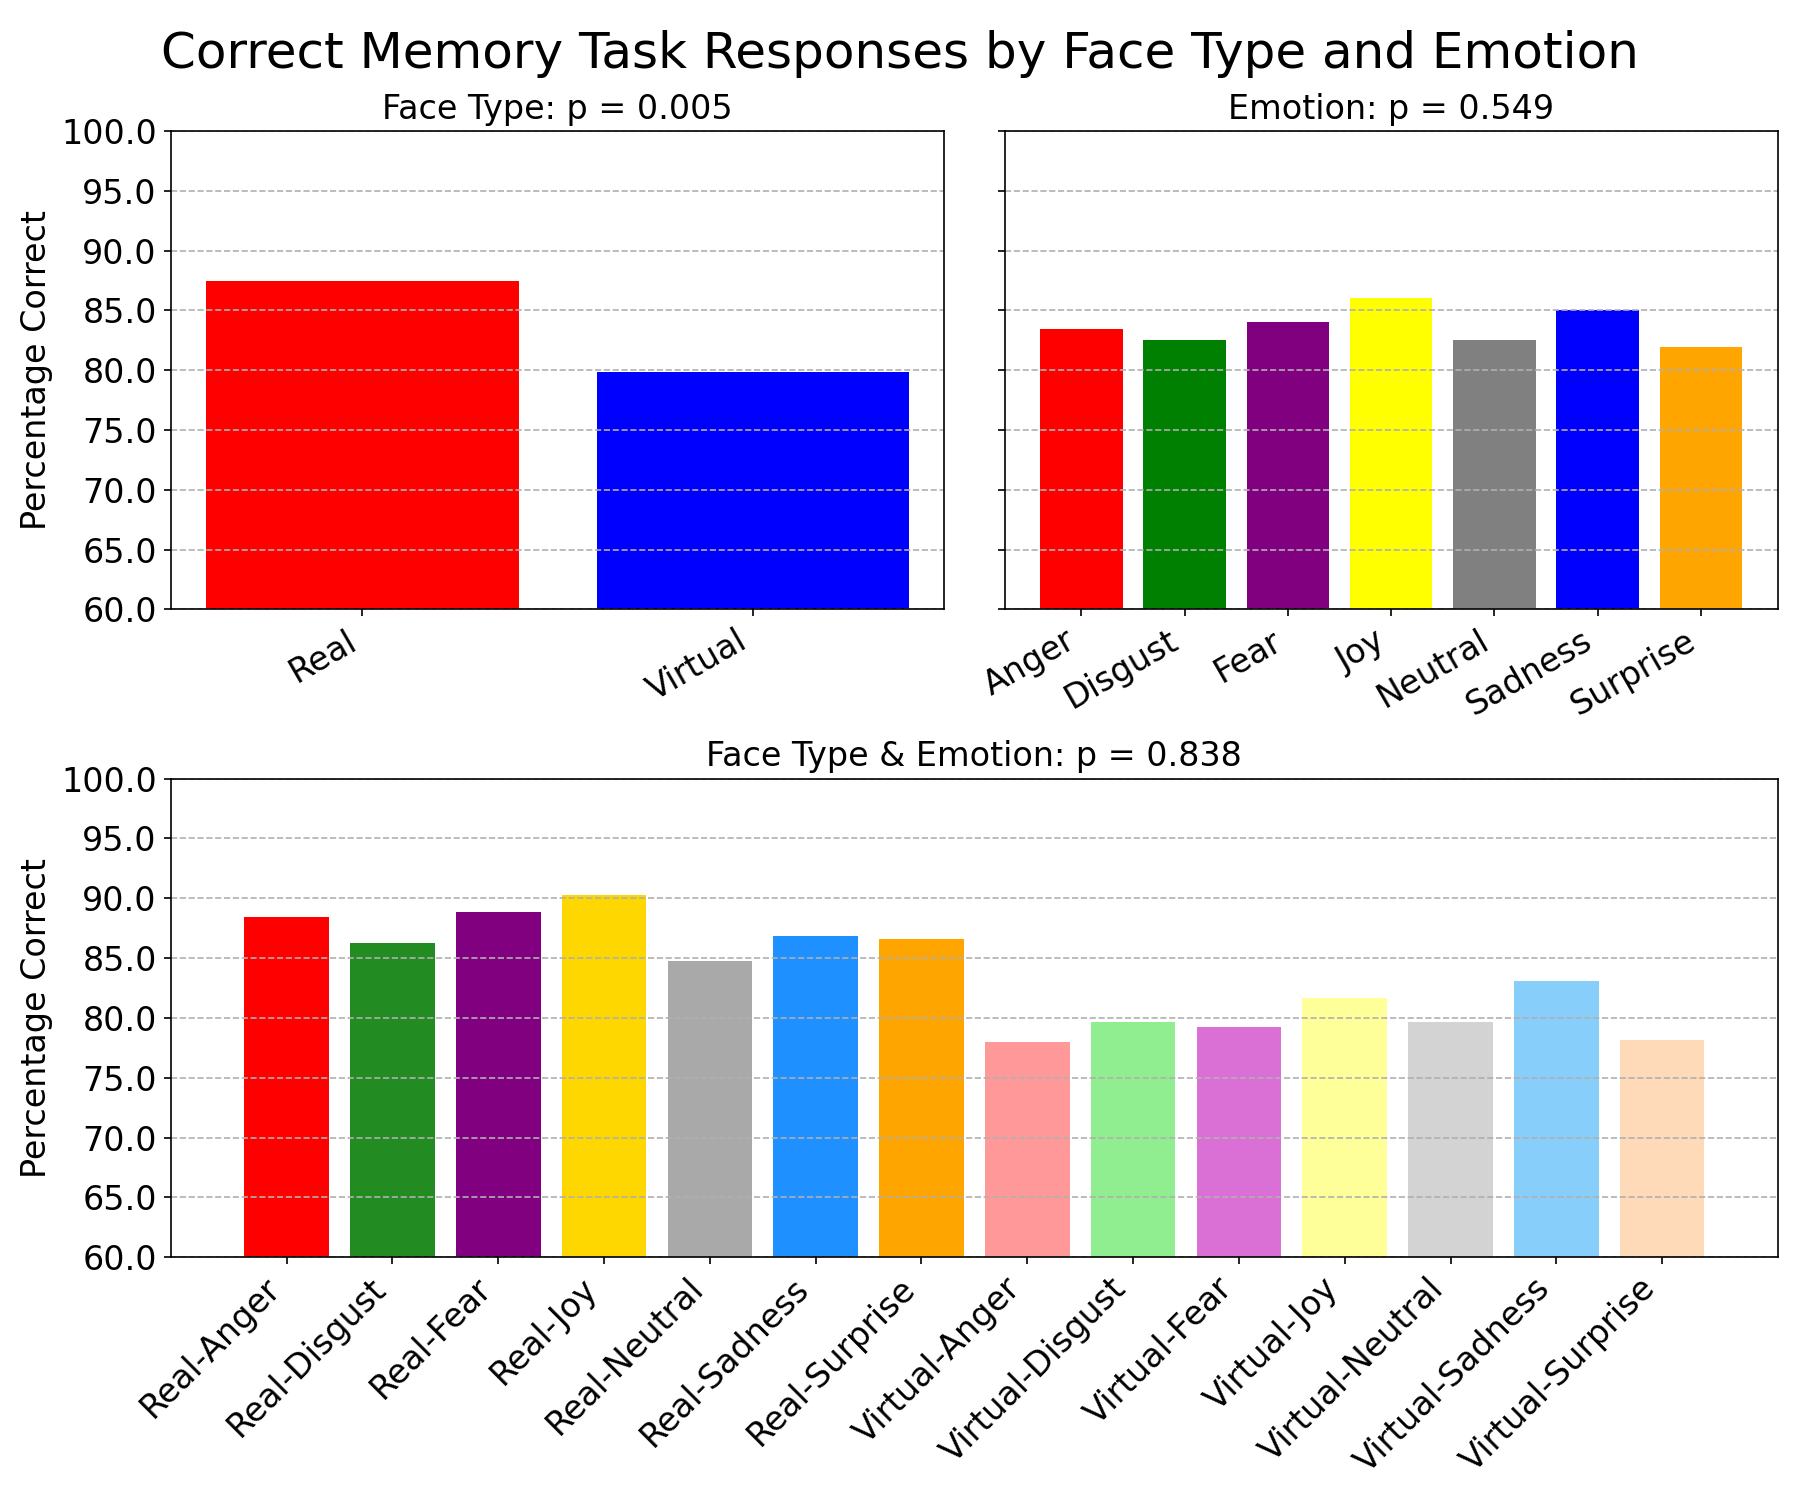 Correct Memory Task Responses by Face Type and Emotion
Face Type: p = 0.005
Percentage Correct
100.0
95.0
90.0
85.0
80.0
75.0
70.0
65.0
60.0
Real
Virtual
Emotion: p = 0.549
Anger
Disgust
Fear
Joy
Neutral
Sadness
Surprise
Face Type & Emotion: p = 0.838
Percentage Correct
100.0
95.0
90.0
85.0
80.0
75.0
70.0
65.0
60.0
Real-Anger
Real-Disgust
Real-Fear
Real-Joy
Real-Neutral
Real-Sadness
Real-Surprise
Virtual-Anger
Virtual-Disgust
Virtual-Fear
Virtual-Joy
Virtual-Neutral
Virtual-Sadness
Virtual-Surprise